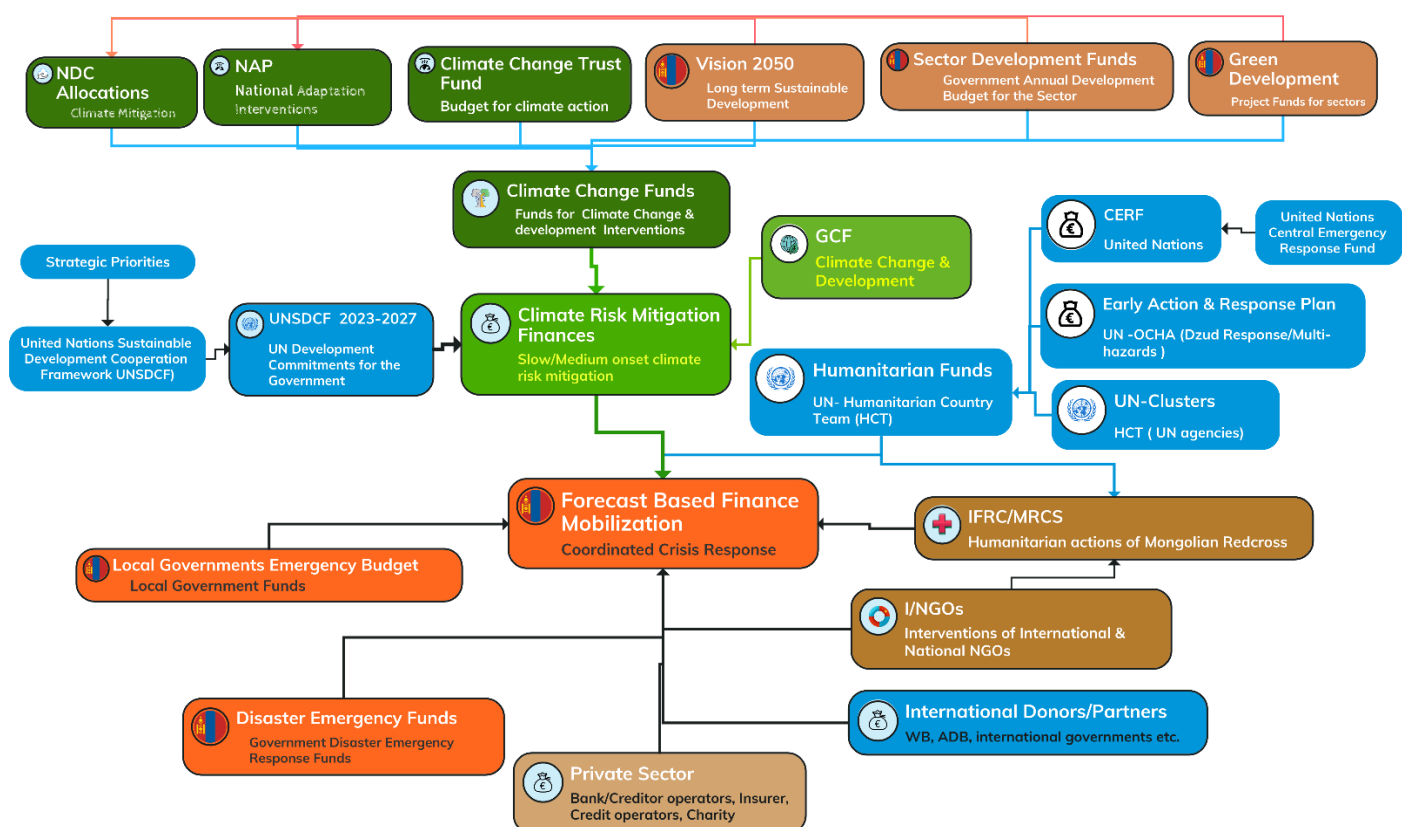 NDC
Allocations
Climate Mitigation
NAP
National Adaptation
Interventions
Climate Change Trust
Fund
Budget for climate action
Vision 2050
Long term Sustainable
Development
Sector Development Funds
Government Annual Development
Budget for the Sector
Green
Development
Project Funds for sectors
Climate Change Funds
Funds for Climate Change &
development Interventions
GCF
Climate Change &
Development
CERF
United Nations
United Nations
Central Emergency
Response Fund
Strategic Priorities
United Nations Sustainable
Development Cooperation
Framework UNSDCF)
UNSDCF 2023-2027
UN Development
Commitments for the
Government
Climate Risk Mitigation
Finances
Slow/Medium onset climate
risk mitigation
Early Action & Response Plan
UN -OCHA (Dzud Response/Multi-
hazards )
Humanitarian Funds
UN- Humanitarian Country
Team (HCT)
UN-Clusters
HCT ( UN agencies)
Forecast Based Finance
Mobilization
Coordinated Crisis Response
IFRC/MRCS
Humanitarian actions of Mongolian Redcross
Local Governments Emergency Budget
Local Government Funds
I/NGOs
Interventions of International &
National NGOs
Disaster Emergency Funds
Government Disaster Emergency
Response Funds
International Donors/Partners
WB, ADB, international governments etc.
Private Sector
Bank/Creditor operators, Insurer,
Credit operators, Charity